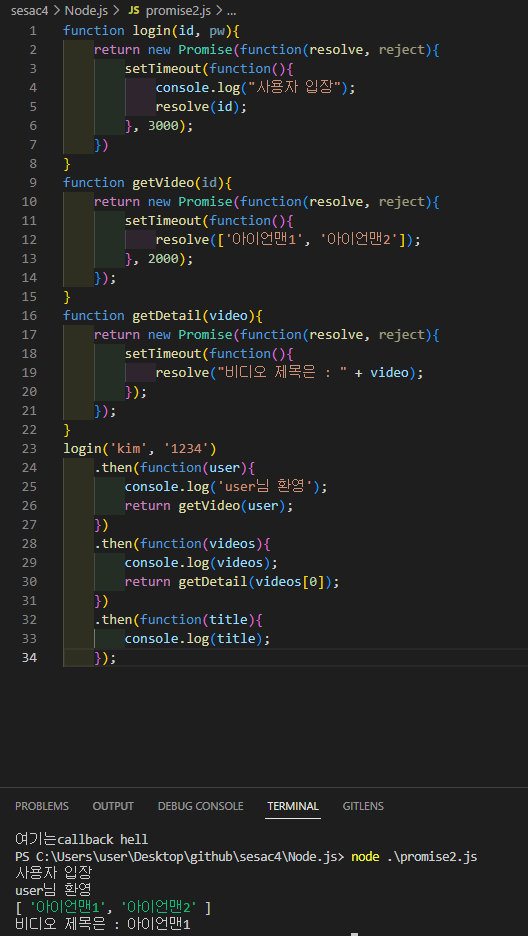 sesac4 > Node.js > JS promise2.js > ...
1 function login(id, pw){
2     return new Promise(function(resolve, reject){
3         setTimeout(function(){
4             console.log("사용자 입장");
5             resolve(id);
6         }, 3000);
7     })
8 }
9 function getVideo(id){
10     return new Promise(function(resolve, reject){
11         setTimeout(function(){
12             resolve(['아이언맨1', '아이언맨2']);
13         }, 2000);
14     });
15 }
16 function getDetail(video){
17     return new Promise(function(resolve, reject){
18         setTimeout(function(){
19             resolve("비디오 제목은 : " + video);
20         });
21     });
22 }
23 login('kim', '1234')
24     .then(function(user){
25         console.log('user님 환영');
26         return getVideo(user);
27     })
28     .then(function(videos){
29         console.log(videos);
30         return getDetail(videos[0]);
31     })
32     .then(function(title){
33         console.log(title);
34     });
PROBLEMS OUTPUT DEBUG CONSOLE TERMINAL GITLENS
여기는callback hell
PS C:\Users\user\Desktop\github\sesac4\Node.js> node .\promise2.js
사용자 입장
user님 환영
[ '아이언맨1', '아이언맨2' ]
비디오 제목은 : 아이언맨1